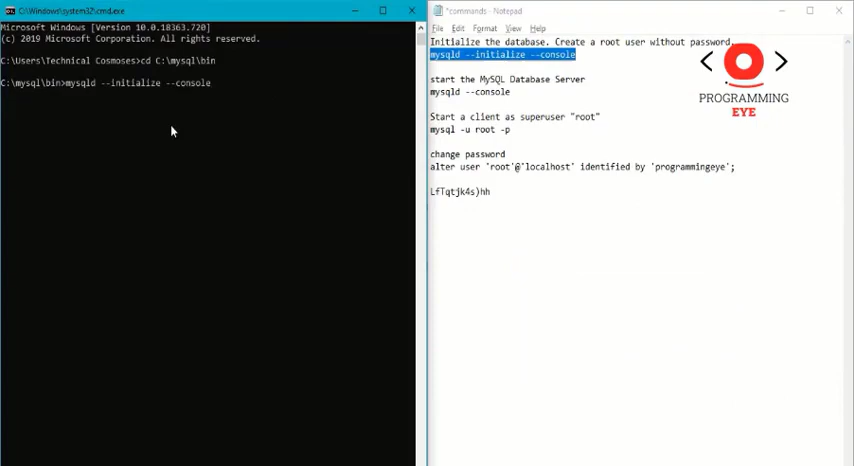 C:\Windows\system32\cmd.exe
Microsoft Windows [Version 10.0.18363.720]
(c) 2019 Microsoft Corporation. All rights reserved.
C:\Users\Technical Cosmoses>cd C:\mysql\bin
C:\mysql\bin>mysqld --initialize --console
*commands - Notepad
File Edit Format View Help
Initialize the database. Create a root user without password.
mysqld --initialize --console
start the MySQL Database Server
mysqld --console
Start a client as superuser "root"
mysql -u root -p
change password
alter user 'root'@'localhost' identified by 'programmingeye';
LfTqtjk4s)hh
PROGRAMMING
EYE